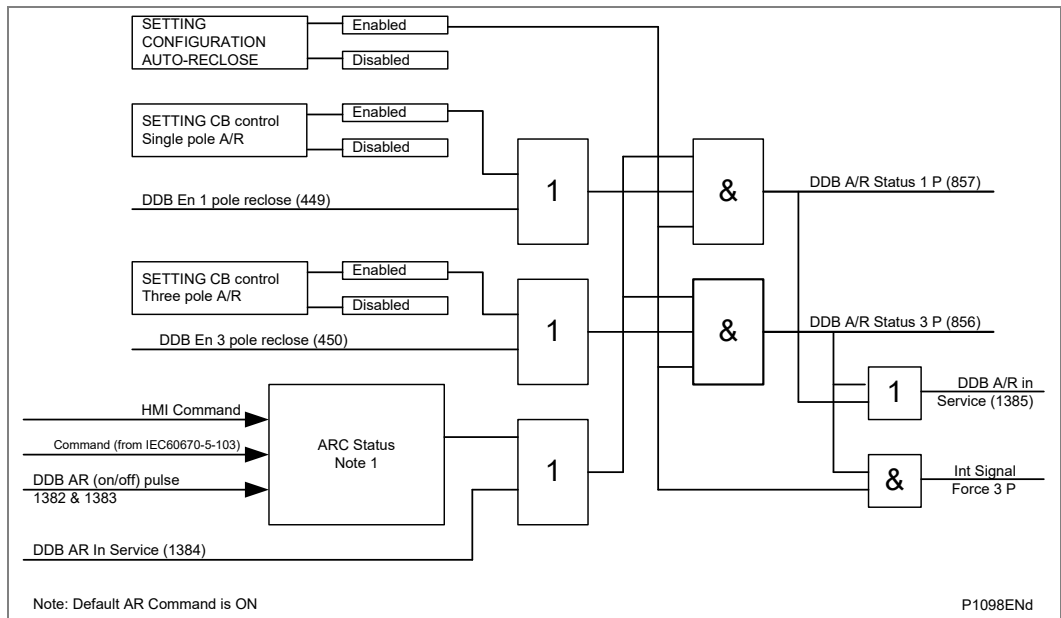 SETTING
CONFIGURATION
AUTO-RECLOSE
Enabled
Disabled
SETTING CB control
Single pole A/R
Enabled
Disabled
DDB En 1 pole reclose (449)
1
&
DDB A/R Status 1 P (857)
SETTING CB control
Three pole A/R
Enabled
Disabled
DDB En 3 pole reclose (450)
1
&
DDB A/R Status 3 P (856)
1
DDB A/R in
Service (1385)
HMI Command
Command (from IEC60670-5-103)
DDB AR (on/off) pulse
1382 & 1383
ARC Status
Note 1
1
&
Int Signal
Force 3 P
DDB AR In Service (1384)
Note: Default AR Command is ON
P1098ENd